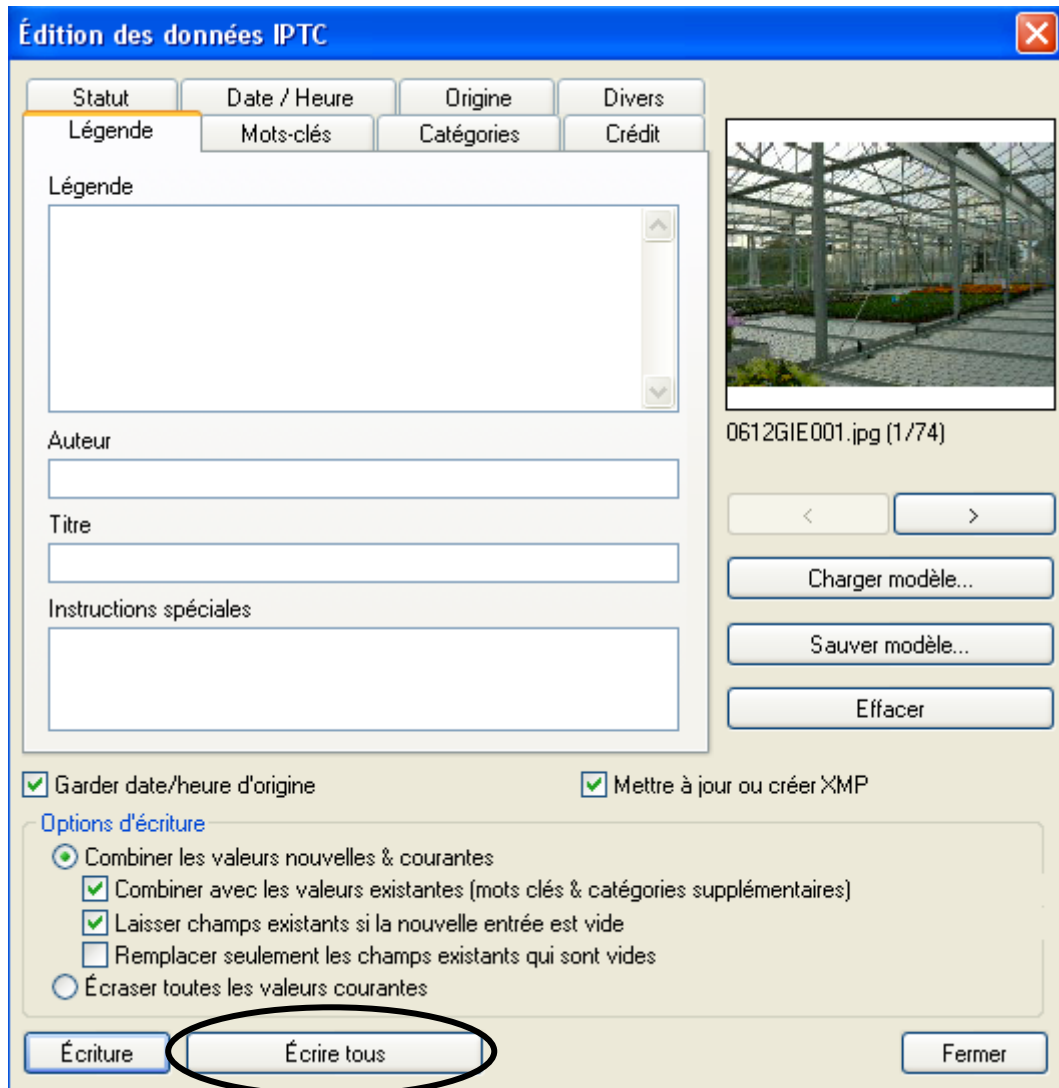 Édition des données IPTC
Statut Date / Heure Origine Divers
Légende Mots-clés Catégories Crédit
Légende
Auteur
Titre
Instructions spéciales
0612GIE001.jpg (1/74)
< >
Charger modèle...
Sauver modèle...
Effacer
Garder date/heure d'origine Mettre à jour ou créer XMP
Options d'écriture
Combiner les valeurs nouvelles & courantes
Combiner avec les valeurs existantes (mots clés & catégories supplémentaires)
Laisser champs existants si la nouvelle entrée est vide
Remplacer seulement les champs existants qui sont vides
Écraser toutes les valeurs courantes
Écriture Écrire tous Fermer